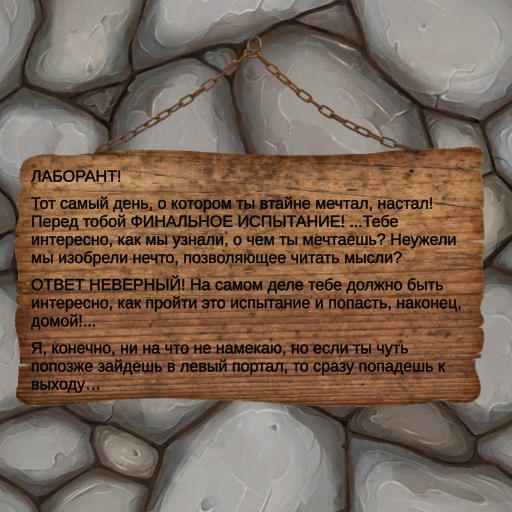 ЛАБОРАНТ!
Тот самый день, о котором ты втайне мечтал, настал!
Перед тобой ФИНАЛЬНОЕ ИСПЫТАНИЕ! ...Тебе
интересно, как мы узнали, о чем ты мечтаешь? Неужели
мы изобрели нечто, позволяющее читать мысли?
ОТВЕТ НЕВЕРНЫЙ! На самом деле тебе должно быть
интересно, как пройти это испытание и попасть, наконец,
домой!...
Я, конечно, ни на что не намекаю, но если ты чуть
попозже зайдешь в левый портал, то сразу попадешь к
выходу...